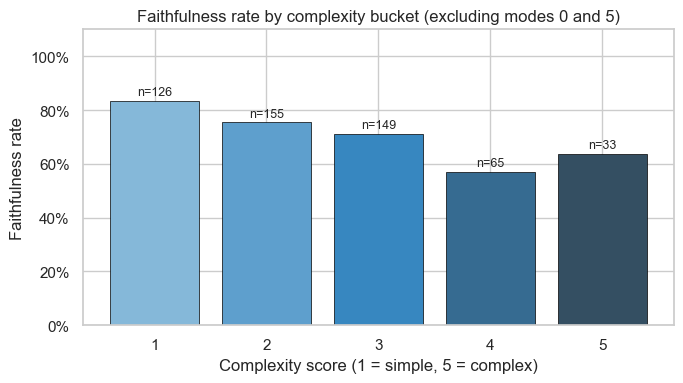 Faithfulness rate by complexity bucket (excluding modes 0 and 5)
100%
80%
60%
40%
20%
0%
Faithfulness rate
n=126
n=155
n=149
n=65
n=33
1 2 3 4 5
Complexity score (1 = simple, 5 = complex)